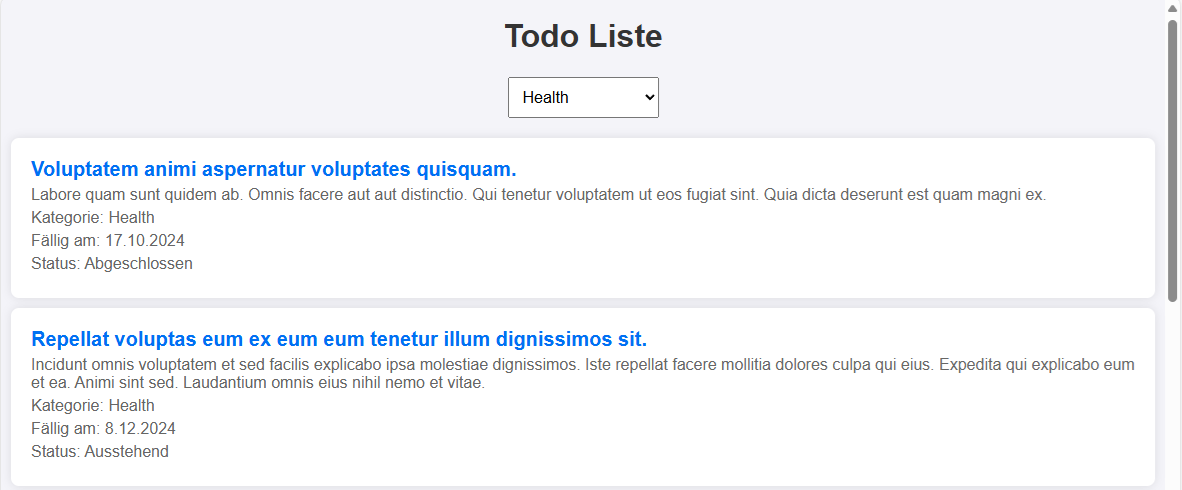 Todo Liste
Health
Voluptatem animi aspernatur voluptates quisquam.
Labore quam sunt quidem ab. Omnis facere aut aut distinctio. Qui tenetur voluptatem ut eos fugiat sint. Quia dicta deserunt est quam magni ex.
Kategorie: Health
Fällig am: 17.10.2024
Status: Abgeschlossen
Repellat voluptas eum ex eum eum tenetur illum dignissimos sit.
Incidunt omnis voluptatem et sed facilis explicabo ipsa molestiae dignissimos. Iste repellat facere mollitia dolores culpa qui eius. Expedita qui explicabo eum
et ea. Animi sint sed. Laudantium omnis eius nihil nemo et vitae.
Kategorie: Health
Fällig am: 8.12.2024
Status: Ausstehend